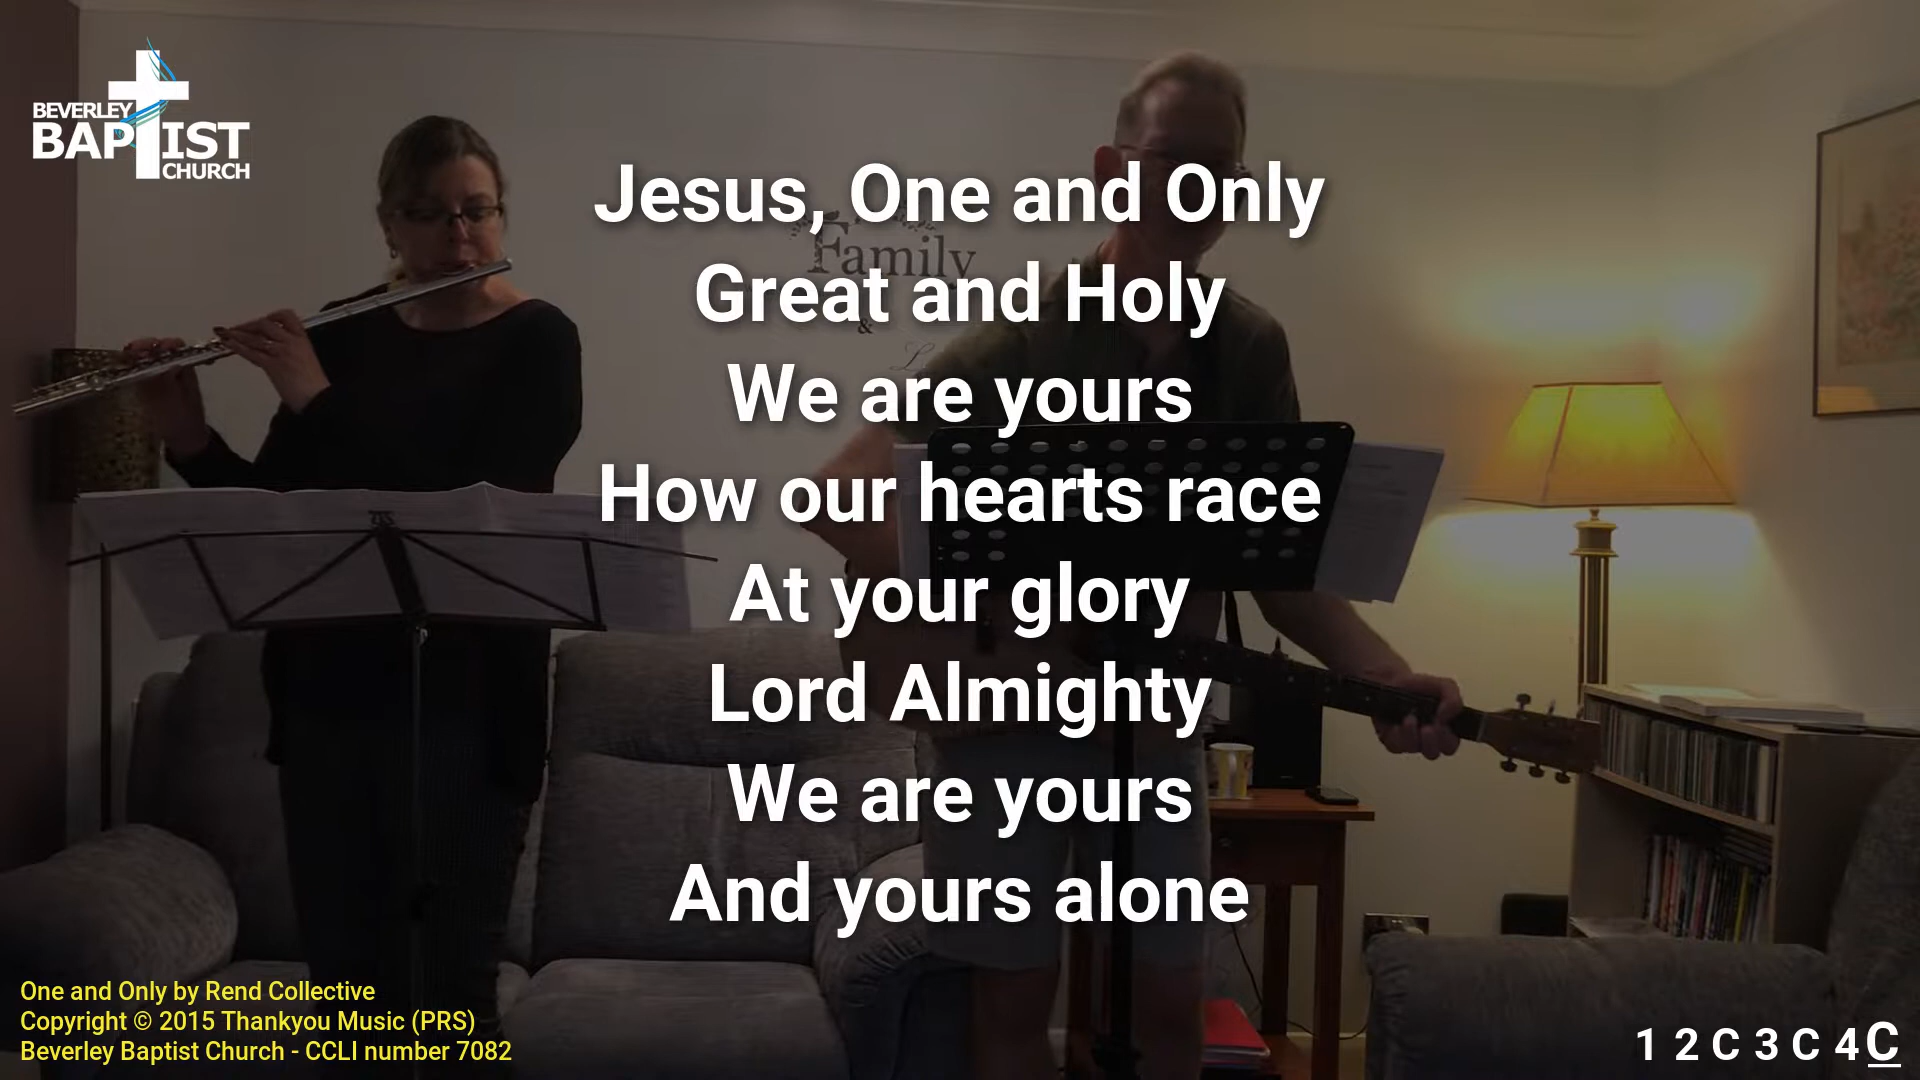 BEVERLEY
BAPTIST
CHURCH
Jesus, One and Only
Family
Great and Holy
&
We are yours
How our hearts race
At your glory
Lord Almighty
We are yours
And yours alone
One and Only by Rend Collective
Copyright © 2015 Thankyou Music (PRS)
Beverley Baptist Church - CCLI number 7082
1 2 C 3 C 4 C